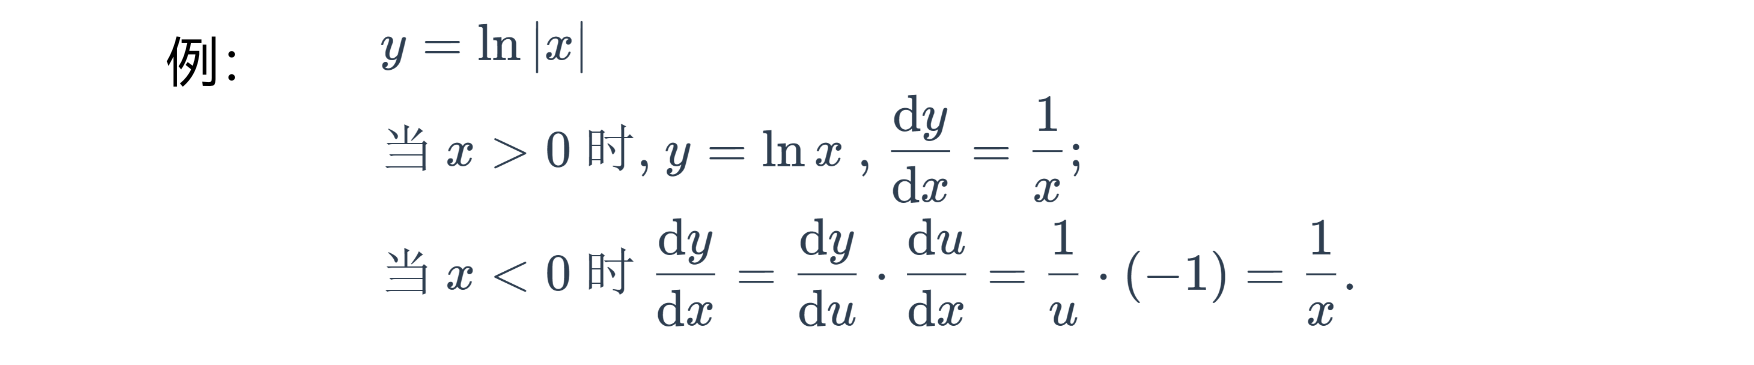 例： y = ln |x|
当 x > 0 时, y = ln x , dy/dx = 1/x;
当 x < 0 时 dy/dx = dy/du · du/dx = 1/u · (−1) = 1/x.